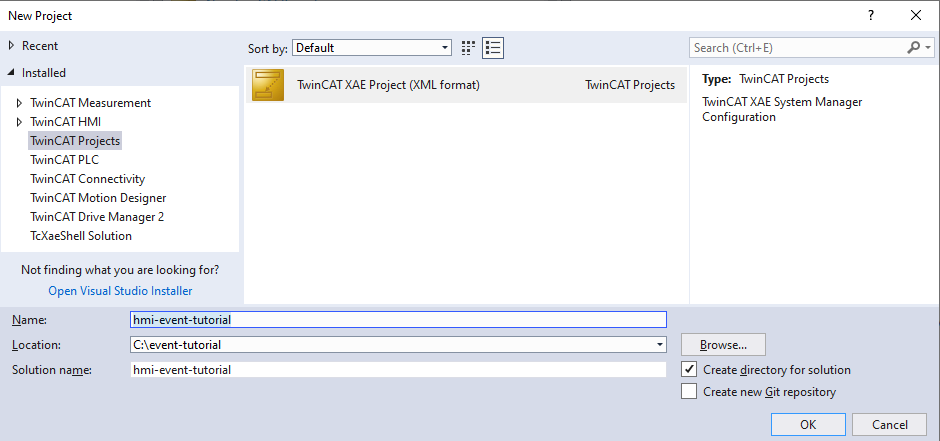 New Project
?
Recent
Installed
TwinCAT Measurement
TwinCAT HMI
TwinCAT Projects
TwinCAT PLC
TwinCAT Connectivity
TwinCAT Motion Designer
TwinCAT Drive Manager 2
TcXaeShell Solution
Not finding what you are looking for?
Open Visual Studio Installer
Sort by: Default
TwinCAT XAE Project (XML format) TwinCAT Projects
Search (Ctrl+E)
Type: TwinCAT Projects
TwinCAT XAE System Manager
Configuration
Name: hmi-event-tutorial
Location: C:\event-tutorial
Browse...
Solution name: hmi-event-tutorial
Create directory for solution
Create new Git repository
OK
Cancel